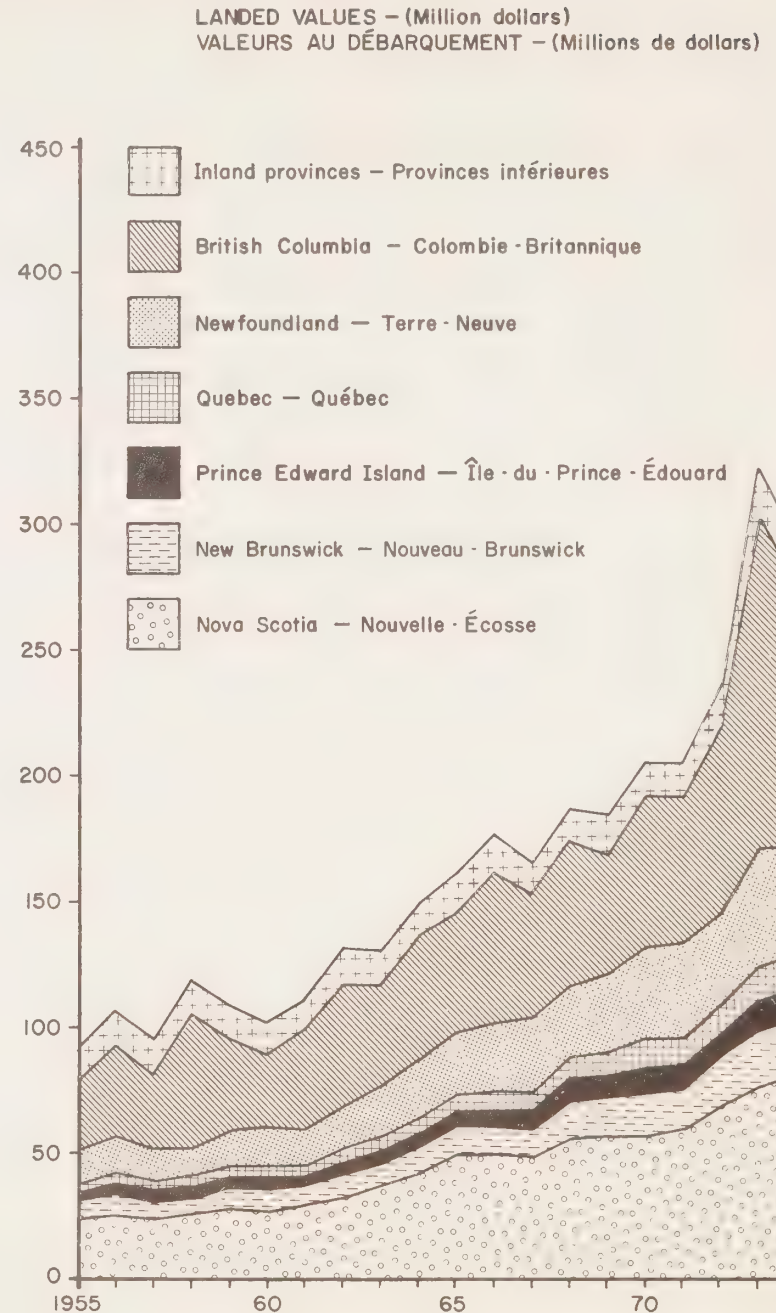 LANDED VALUES – (Million dollars)
VALEURS AU DÉBARQUEMENT – (Millions de dollars)
450
400
350
300
250
200
150
100
50
0
Inland provinces – Provinces intérieures
British Columbia – Colombie - Britannique
Newfoundland – Terre - Neuve
Quebec – Québec
Prince Edward Island – Île - du - Prince - Édouard
New Brunswick – Nouveau - Brunswick
Nova Scotia – Nouvelle - Écosse
1955 60 65 70